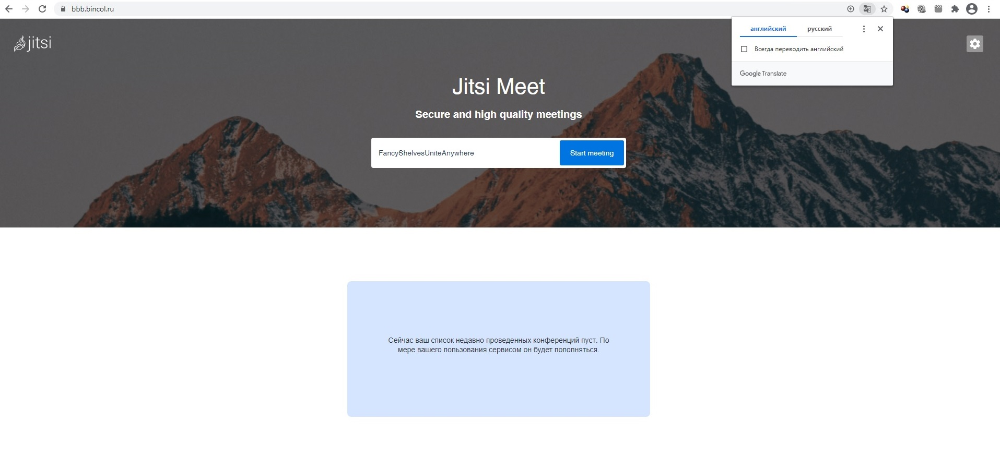 bbb.bincol.ru
английский русский
Всегда переводить английский
Google Translate
jitsi
Jitsi Meet
Secure and high quality meetings
FancyShelvesUniteAnywhere
Start meeting
Сейчас ваш список недавно проведенных конференций пуст. По
мере вашего пользования сервисом он будет пополняться.